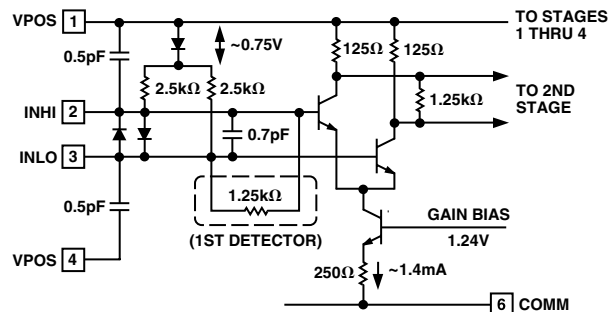 VPOS 1
TO STAGES
1 THRU 4
~0.75V
0.5pF
125Ω
125Ω
2.5kΩ
2.5kΩ
1.25kΩ
TO 2ND
STAGE
INHI 2
0.7pF
INLO 3
1.25kΩ
0.5pF
(1ST DETECTOR)
GAIN BIAS
1.24V
VPOS 4
250Ω
~1.4mA
6 COMM